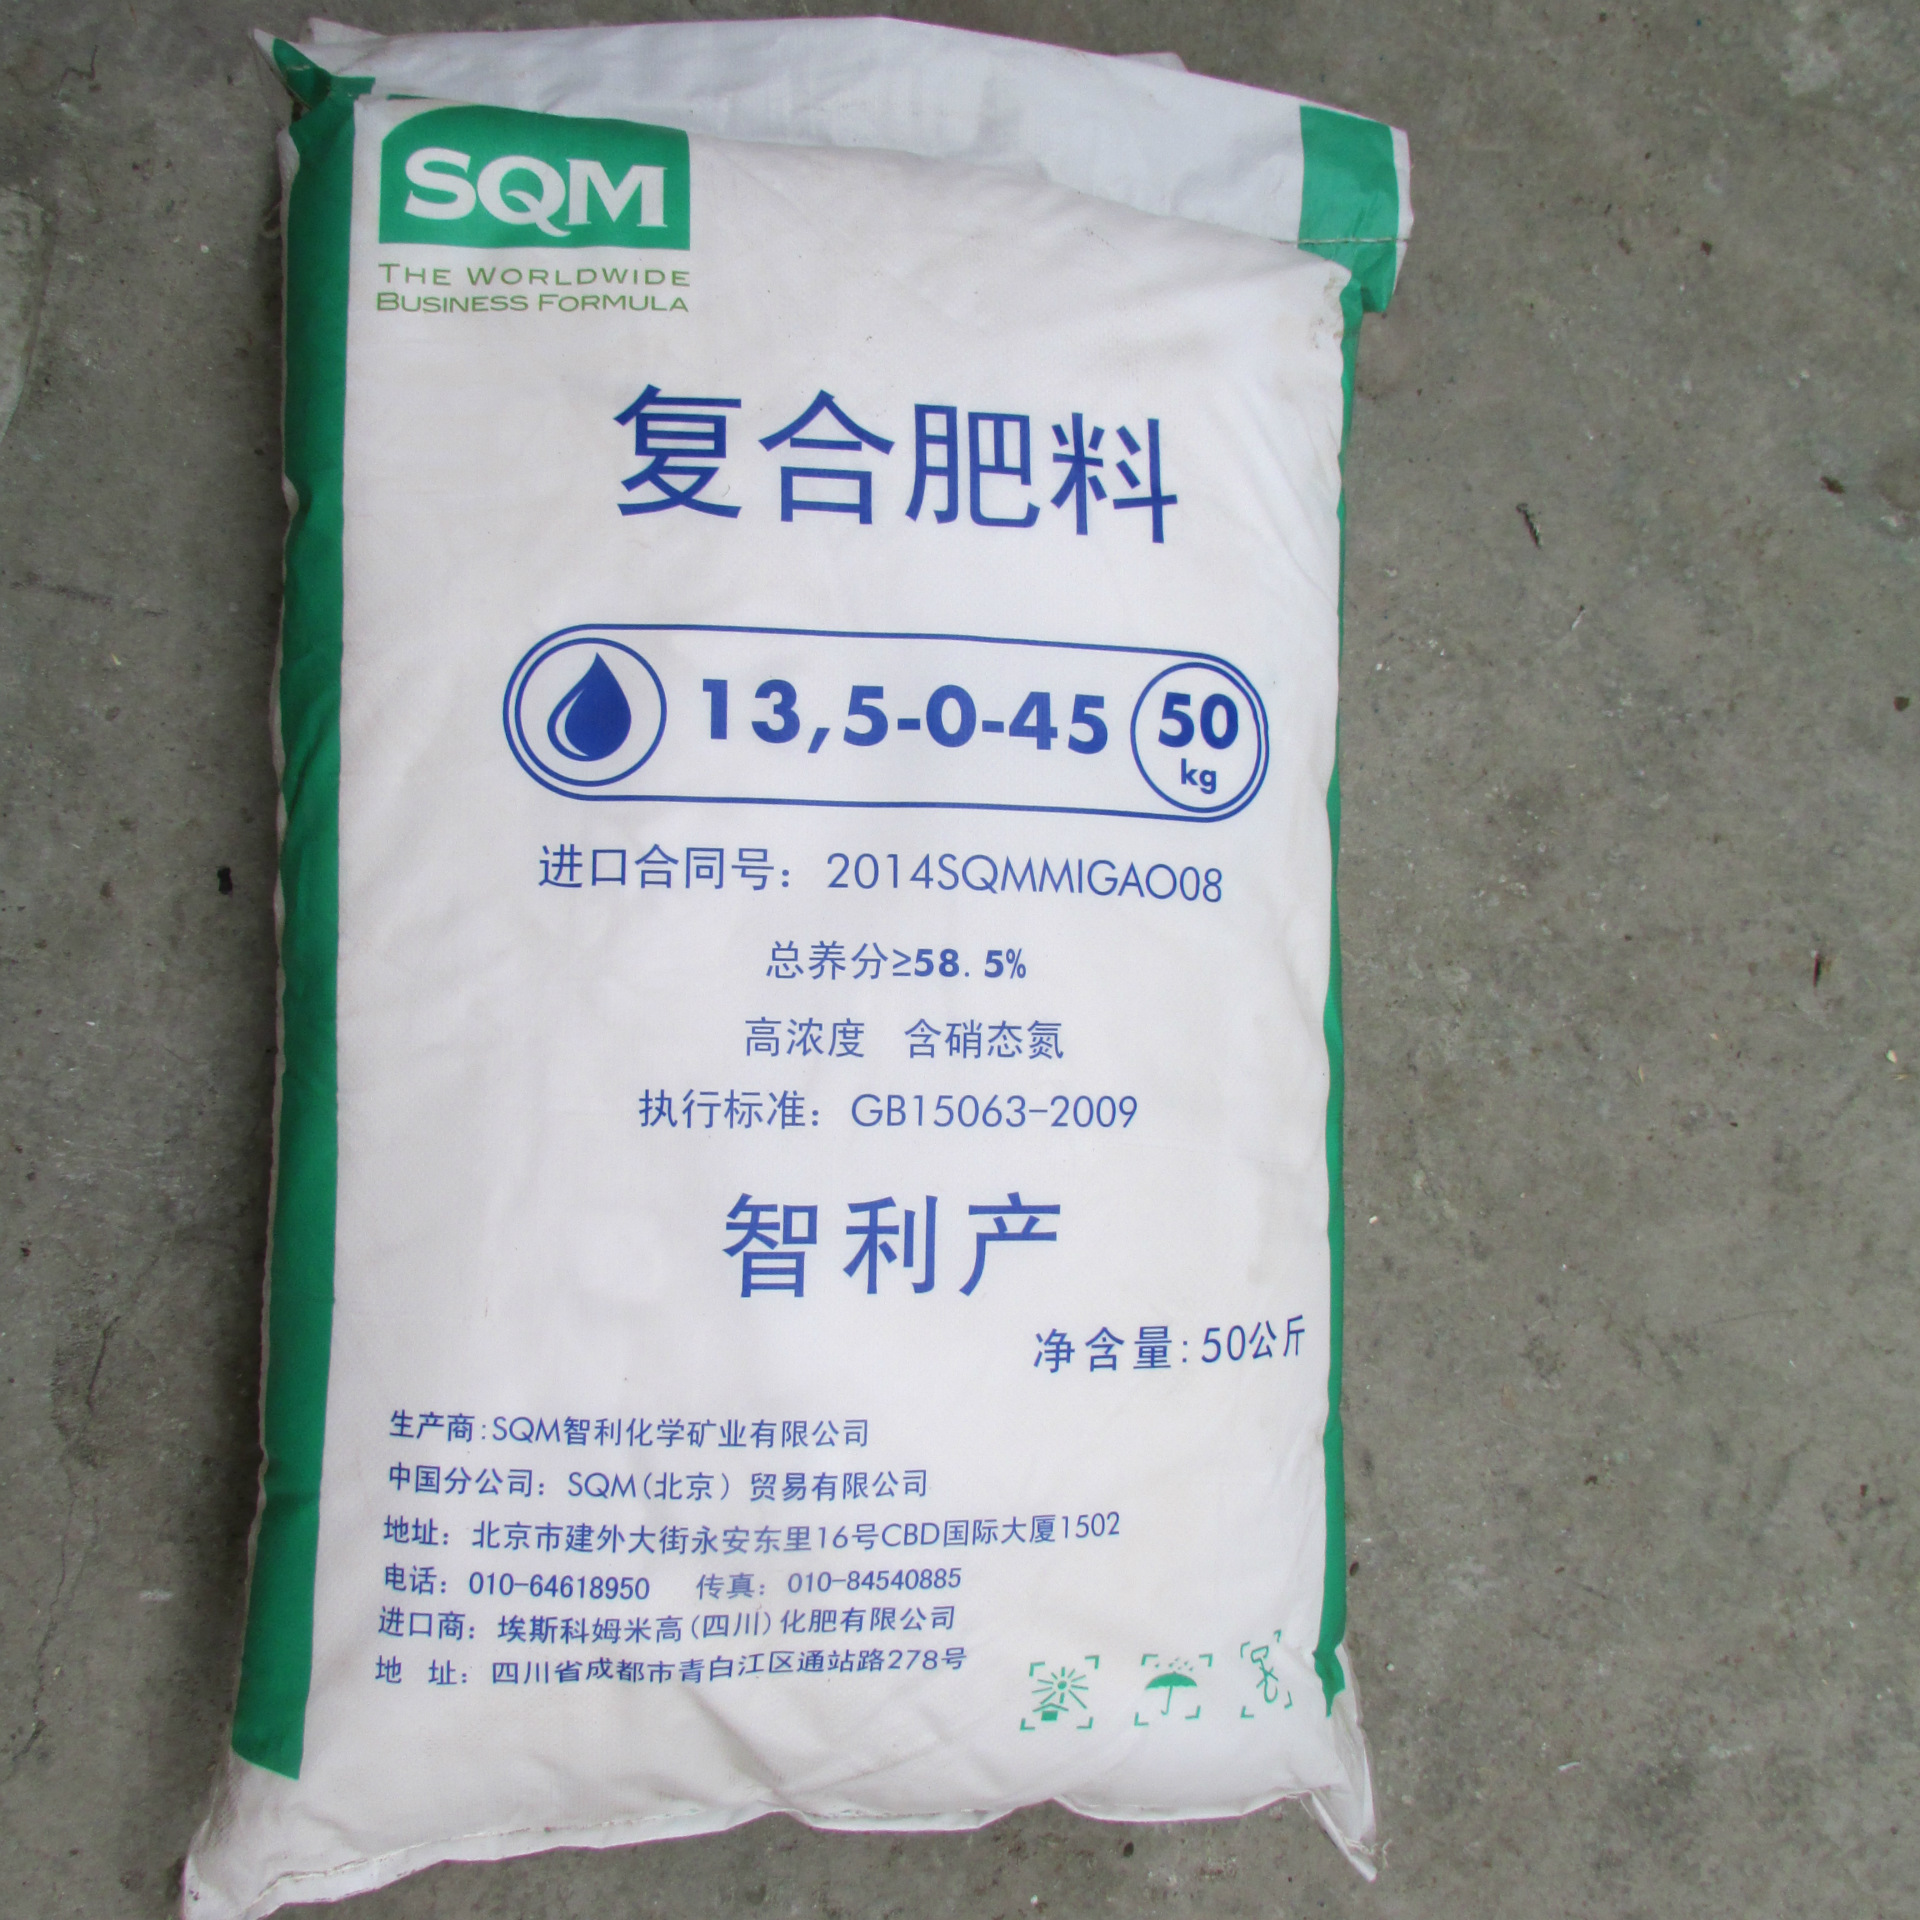 SQM
THE WORLDWIDE
BUSINESS FORMULA
复合肥料
13,5-0-45 50
kg
进口合同号：2014SQMMIGAO08
总养分≥58.5%
高浓度 含硝态氮
执行标准：GB15063-2009
智利产
净含量:50公斤
生产商:SQM智利化学矿业有限公司
中国分公司：SQM(北京）贸易有限公司
地址：北京市建外大街永安东里16号CBD国际大厦1502
电话：010-64618950 传真：010-84540885
进口商：埃斯科姆米高(四川)化肥有限公司
地 址：四川省成都市青白江区通站路278号